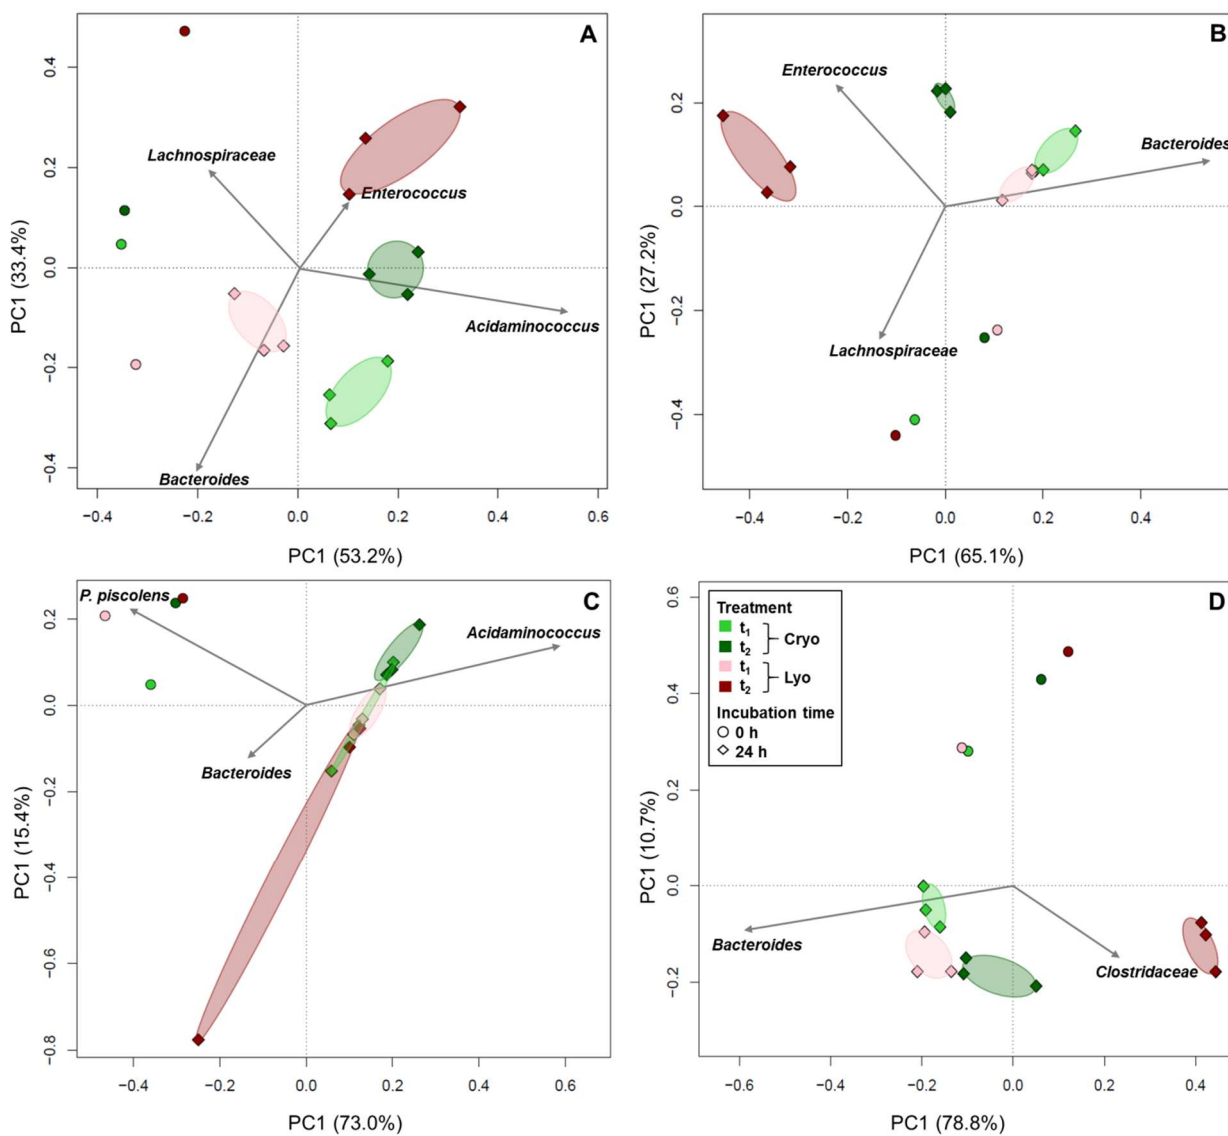 A
0.4
0.2
0.0
−0.2
−0.4
PC1 (33.4%)
Lachnospiraceae
Enterococcus
Acidaminococcus
Bacteroides
−0.4 −0.2 0.0 0.2 0.4 0.6
PC1 (53.2%)
B
0.2
0.0
−0.2
−0.4
PC1 (27.2%)
Enterococcus
Bacteroides
Lachnospiraceae
−0.4 −0.2 0.0 0.2 0.4
PC1 (65.1%)
C
0.2
0.0
−0.2
−0.4
−0.6
−0.8
PC1 (15.4%)
P. piscolens
Acidaminococcus
Bacteroides
−0.4 −0.2 0.0 0.2 0.4 0.6
PC1 (73.0%)
D
0.6
0.4
0.2
0.0
−0.2
PC1 (10.7%)
Treatment
t1
t2
Cryo
t1
t2
Lyo
Incubation time
0 h
24 h
Bacteroides
Clostridaceae
−0.6 −0.4 −0.2 0.0 0.2 0.4
PC1 (78.8%)